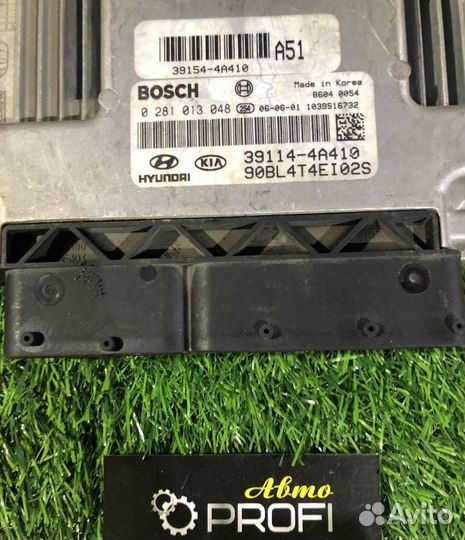 39154-4A410
A51
BOSCH
Made in Korea
8604 0054
0 281 013 048 254 06-06-01 1039S16732
HYUNDAI
KIA
39114-4A410
90BL4T4EI02S
Авто
PROFI
Avito